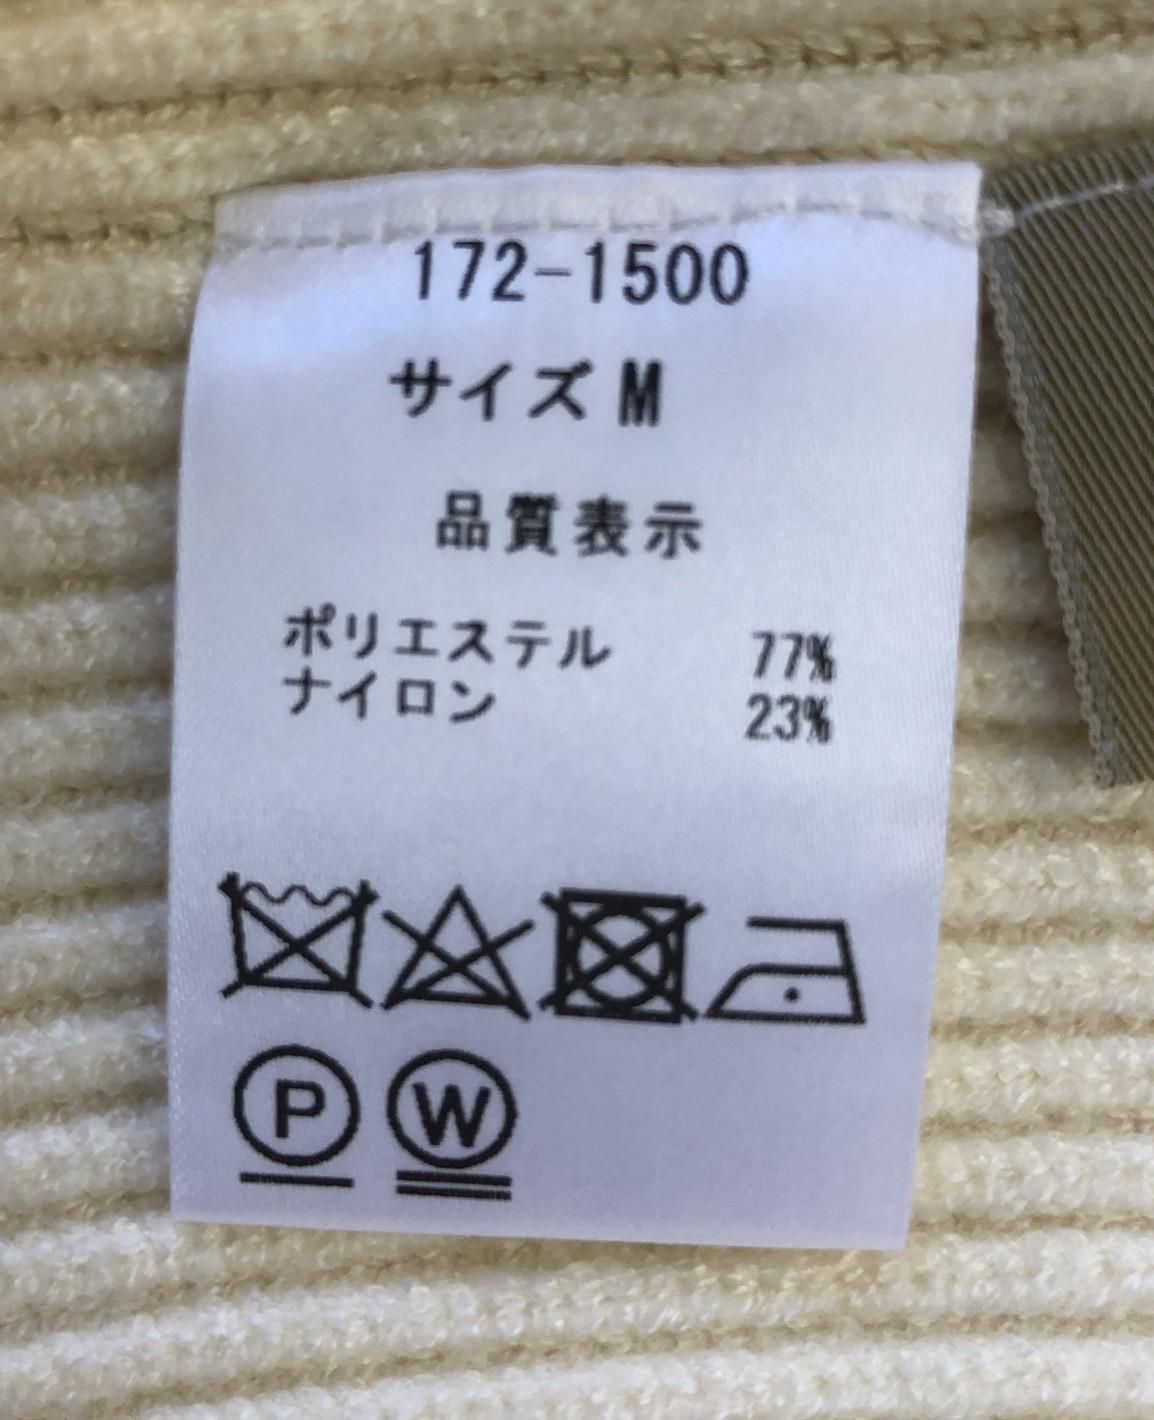 172-1500
サイズ M
品質表示
ポリエステル 77%
ナイロン 23%
P W